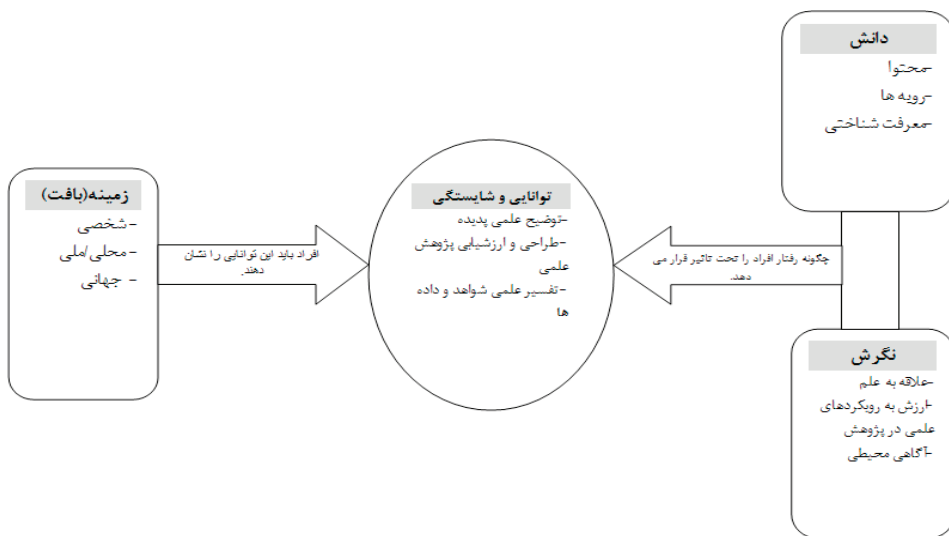 دانش
-محتوا
-رویه ها
-معرفت شناختی
زمینه(بافت)
- شخصی
- محلی/ملی
- جهانی
افراد باید این توانایی را نشان
دهند.
توانایی و شایستگی
-توضیح علمی پدیده
-طراحی و ارزشیابی پژوهش
علمی
-تفسیر علمی شواهد و داده
ها
چگونه رفتار افراد را تحت تاثیر قرار می
دهد.
نگرش
-علاقه به علم
-ارزش به رویکردهای
علمی در پژوهش
-آگاهی محیطی